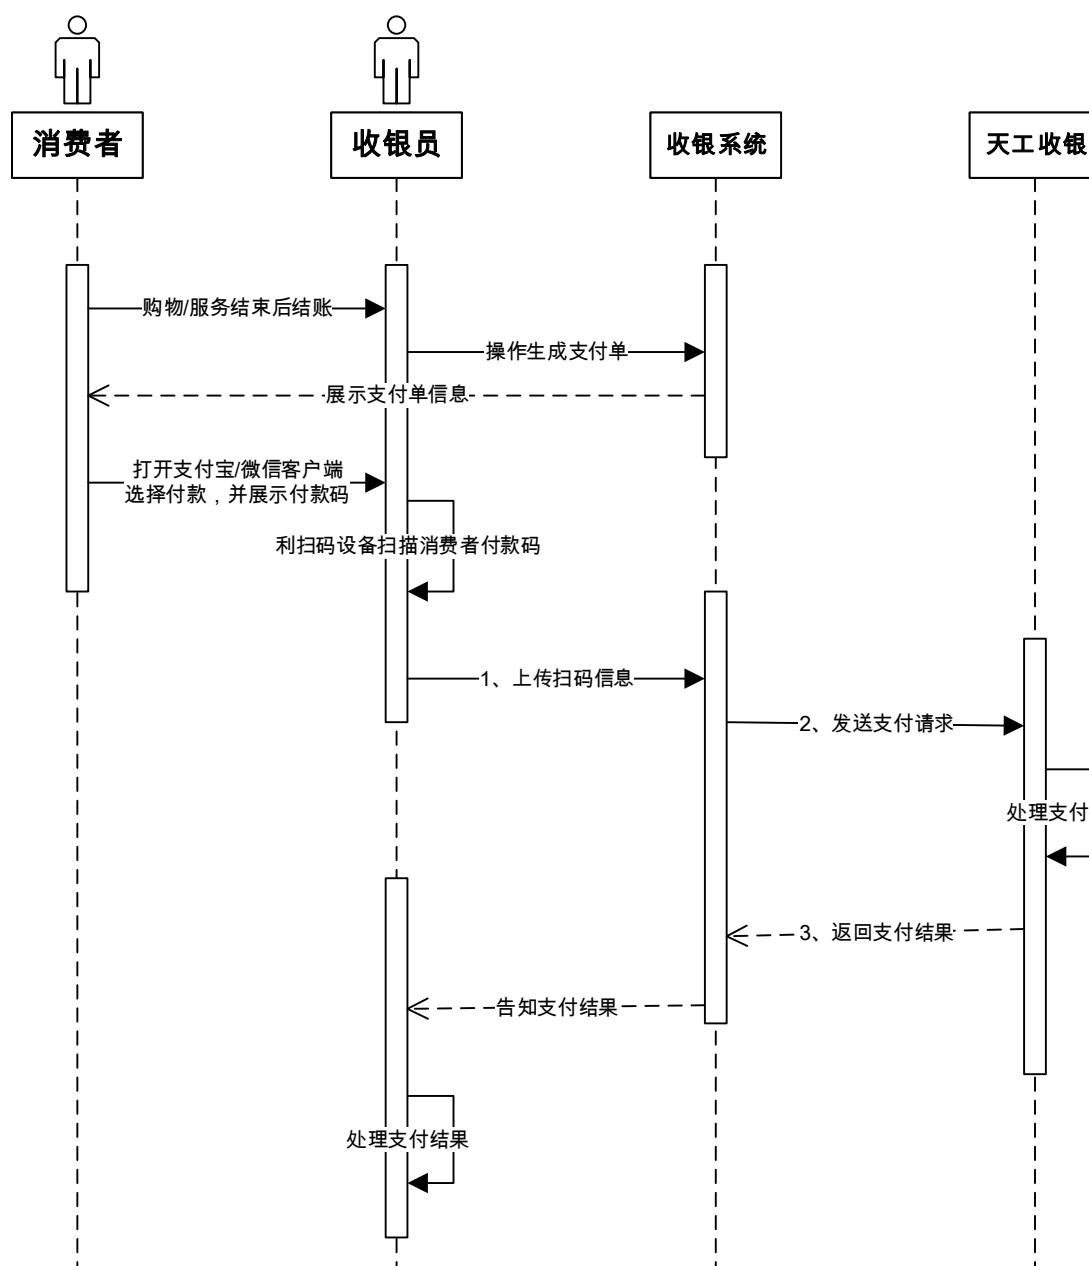 消费者
收银员
收银系统
天工收银
购物/服务结束后结账
操作生成支付单
展示支付单信息
打开支付宝/微信客户端
选择付款，并展示付款码
利扫码设备扫描消费者付款码
1、上传扫码信息
2、发送支付请求
处理支付
3、返回支付结果
告知支付结果
处理支付结果